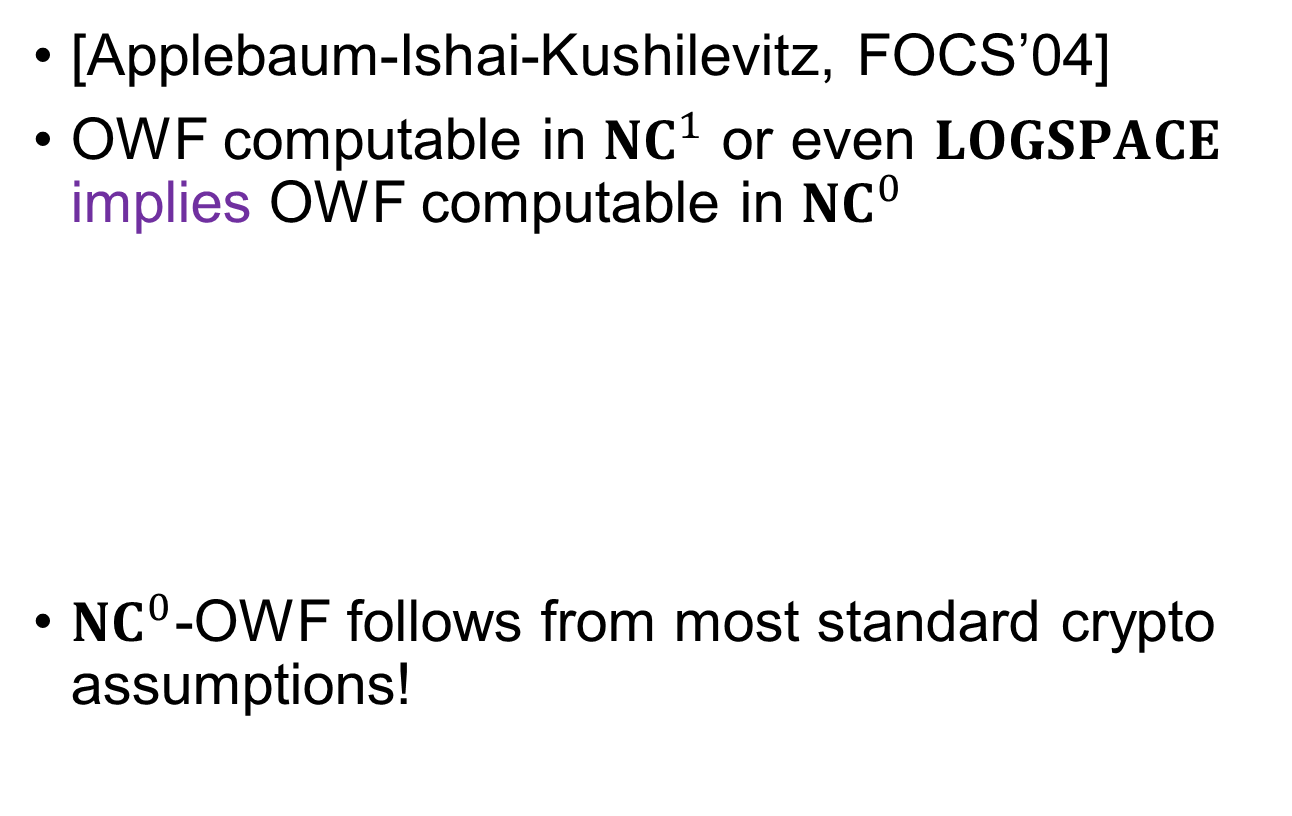 • [Applebaum-Ishai-Kushilevitz, FOCS’04]
• OWF computable in NC¹ or even LOGSPACE
implies OWF computable in NC⁰
• NC⁰-OWF follows from most standard crypto
assumptions!